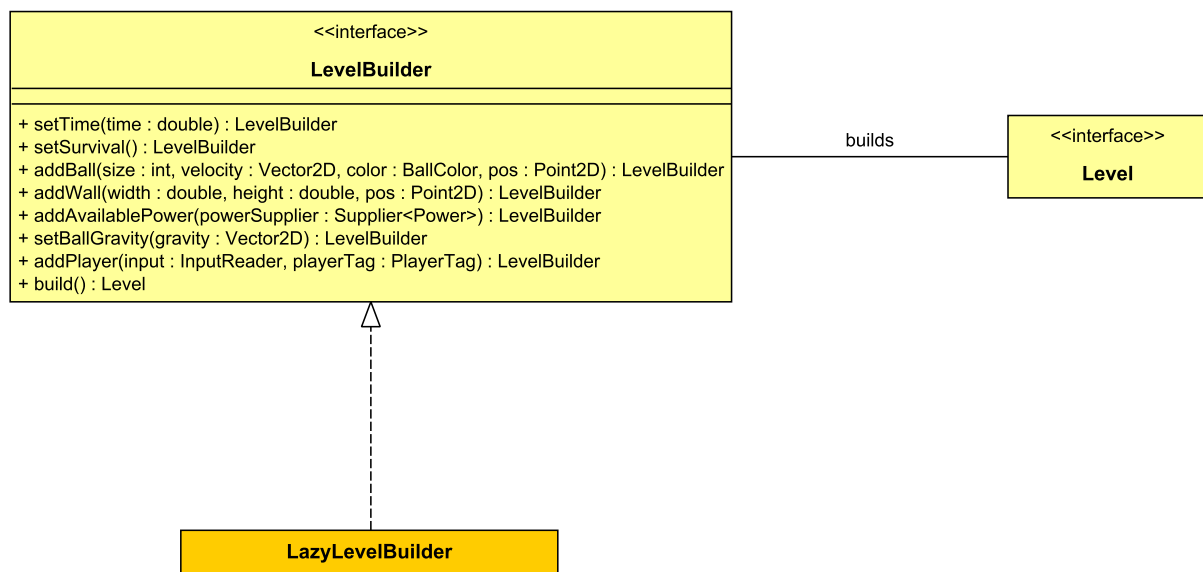 <<interface>>
LevelBuilder
+ setTime(time : double) : LevelBuilder
+ setSurvival() : LevelBuilder
+ addBall(size : int, velocity : Vector2D, color : BallColor, pos : Point2D) : LevelBuilder
+ addWall(width : double, height : double, pos : Point2D) : LevelBuilder
+ addAvailablePower(powerSupplier : Supplier<Power>) : LevelBuilder
+ setBallGravity(gravity : Vector2D) : LevelBuilder
+ addPlayer(input : InputReader, playerTag : PlayerTag) : LevelBuilder
+ build() : Level
builds
<<interface>>
Level
LazyLevelBuilder